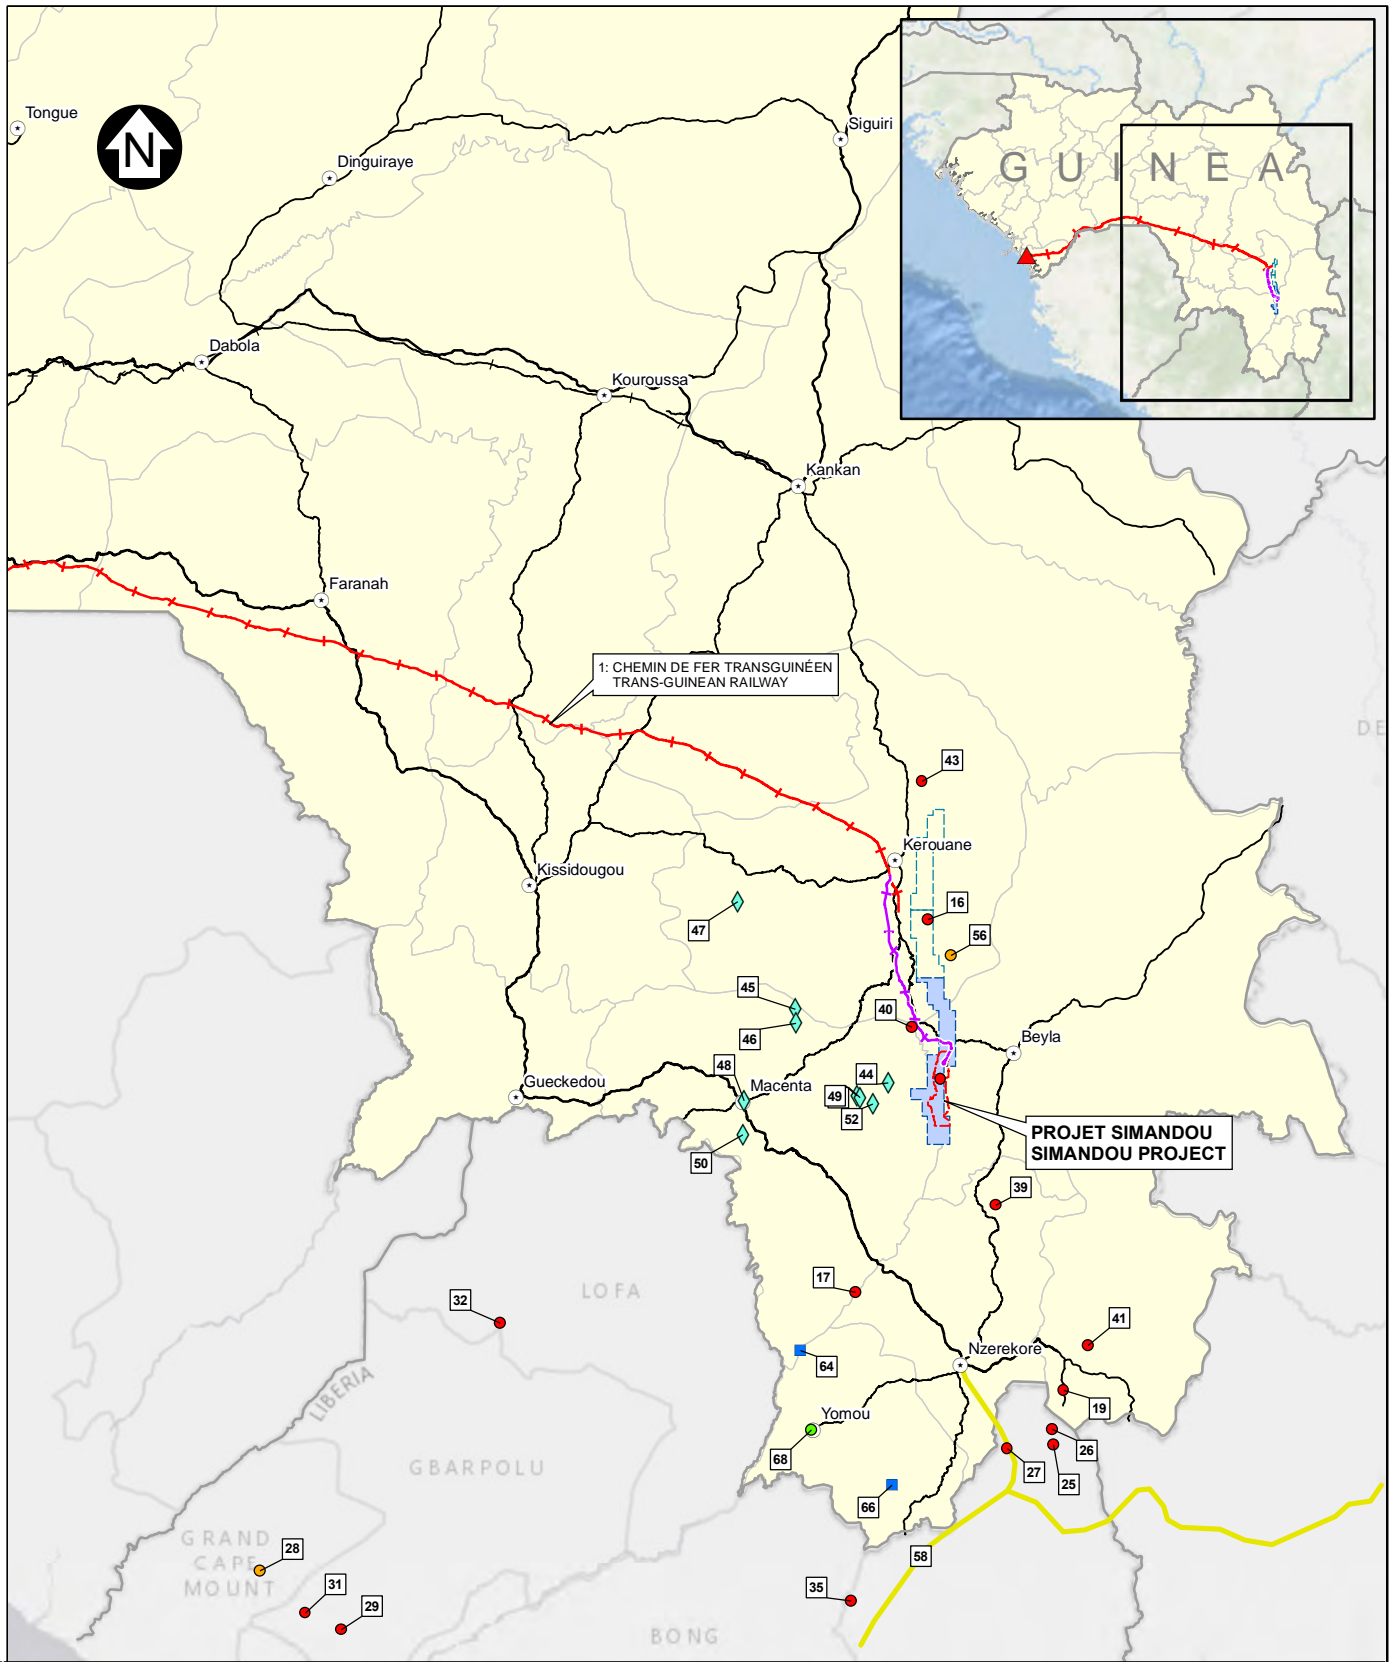 Tongue
N
Dinguiraye
Siguiri
GUINEA
Dabola
Kouroussa
Kankan
Faranah
1: CHEMIN DE FER TRANSGUINÉEN
TRANS-GUINEAN RAILWAY
DE
43
Kerouane
Kissidougou
16
47
56
45
40
46
Beyla
48
44
Gueckedou
Macenta
49
52
PROJET SIMANDOU
SIMANDOU PROJECT
50
39
17
LOFA
32
41
Nzerekore
64
LIBERIA
19
Yomou
26
68
27
25
GBARPOLU
66
GRAND
CAPE
MOUNT
28
58
31
35
29
BONG